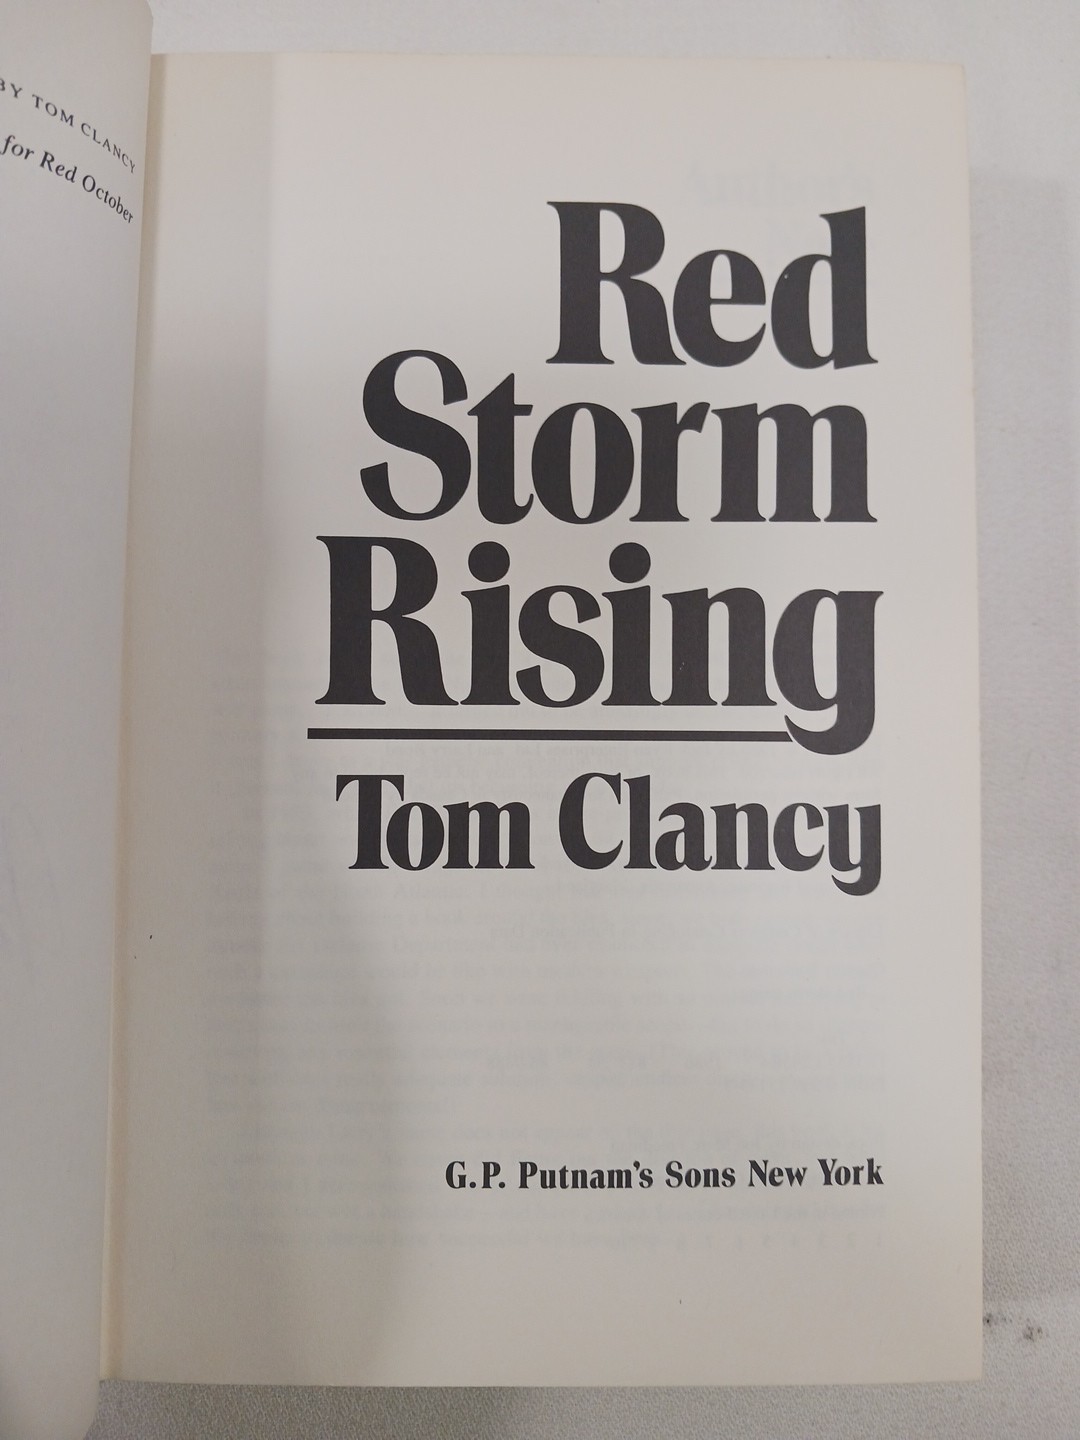 BY TOM CLANCY
for Red October
Red
Storm
Rising
Tom Clancy
G.P. Putnam's Sons New York